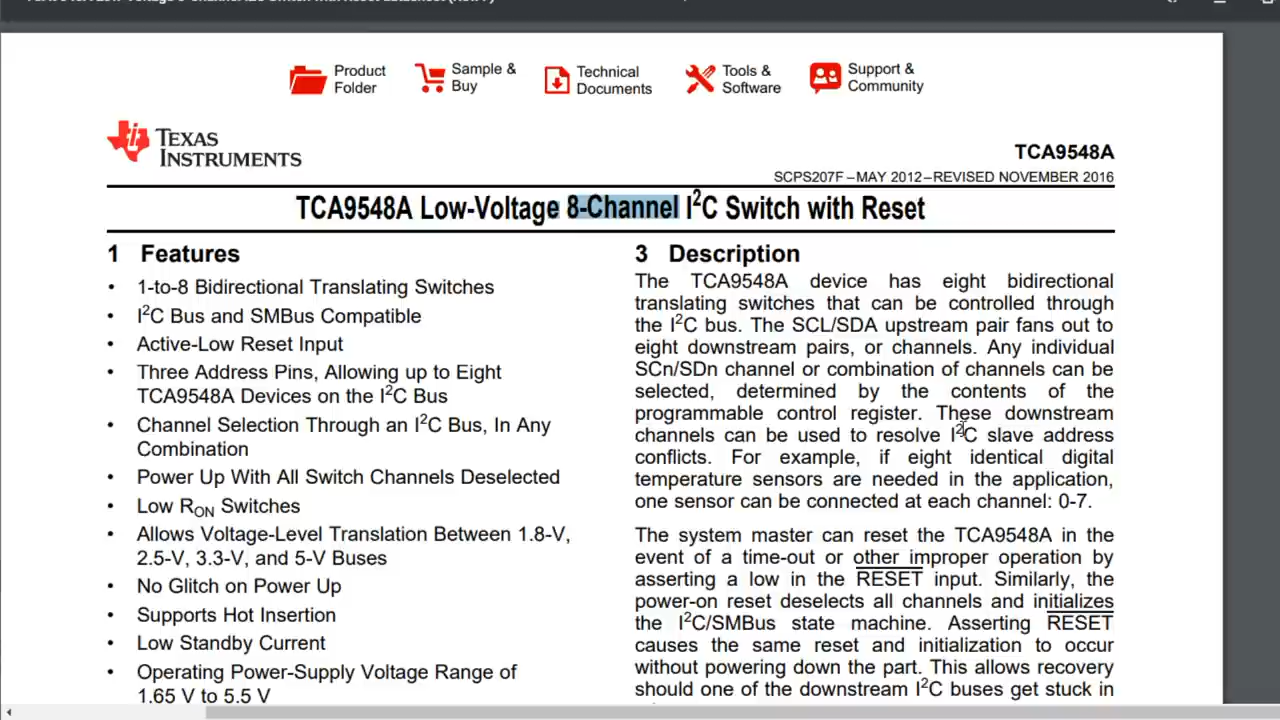 Product
Folder
Sample &
Buy
Technical
Documents
Tools &
Software
Support &
Community
TEXAS
INSTRUMENTS
TCA9548A
SCPS207F – MAY 2012 – REVISED NOVEMBER 2016
TCA9548A Low-Voltage 8-Channel I²C Switch with Reset
1 Features
• 1-to-8 Bidirectional Translating Switches
• I²C Bus and SMBus Compatible
• Active-Low Reset Input
• Three Address Pins, Allowing up to Eight
TCA9548A Devices on the I²C Bus
• Channel Selection Through an I²C Bus, In Any
Combination
• Power Up With All Switch Channels Deselected
• Low RON Switches
• Allows Voltage-Level Translation Between 1.8-V,
2.5-V, 3.3-V, and 5-V Buses
• No Glitch on Power Up
• Supports Hot Insertion
• Low Standby Current
• Operating Power-Supply Voltage Range of
1.65 V to 5.5 V
3 Description
The TCA9548A device has eight bidirectional
translating switches that can be controlled through
the I²C bus. The SCL/SDA upstream pair fans out to
eight downstream pairs, or channels. Any individual
SCn/SDn channel or combination of channels can be
selected, determined by the contents of the
programmable control register. These downstream
channels can be used to resolve I²C slave address
conflicts. For example, if eight identical digital
temperature sensors are needed in the application,
one sensor can be connected at each channel: 0-7.
The system master can reset the TCA9548A in the
event of a time-out or other improper operation by
asserting a low in the RESET input. Similarly, the
power-on reset deselects all channels and initializes
the I²C/SMBus state machine. Asserting RESET
causes the same reset and initialization to occur
without powering down the part. This allows recovery
should one of the downstream I²C buses get stuck in